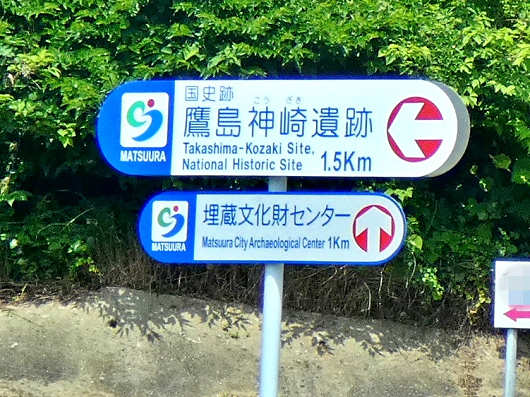 国史跡
こうざき
鷹島神崎遺跡
Takashima-Kozaki Site,
National Historic Site 1.5Km
MATSUURA
埋蔵文化財センター
Matsuura City Archaeological Center 1Km
MATSUURA